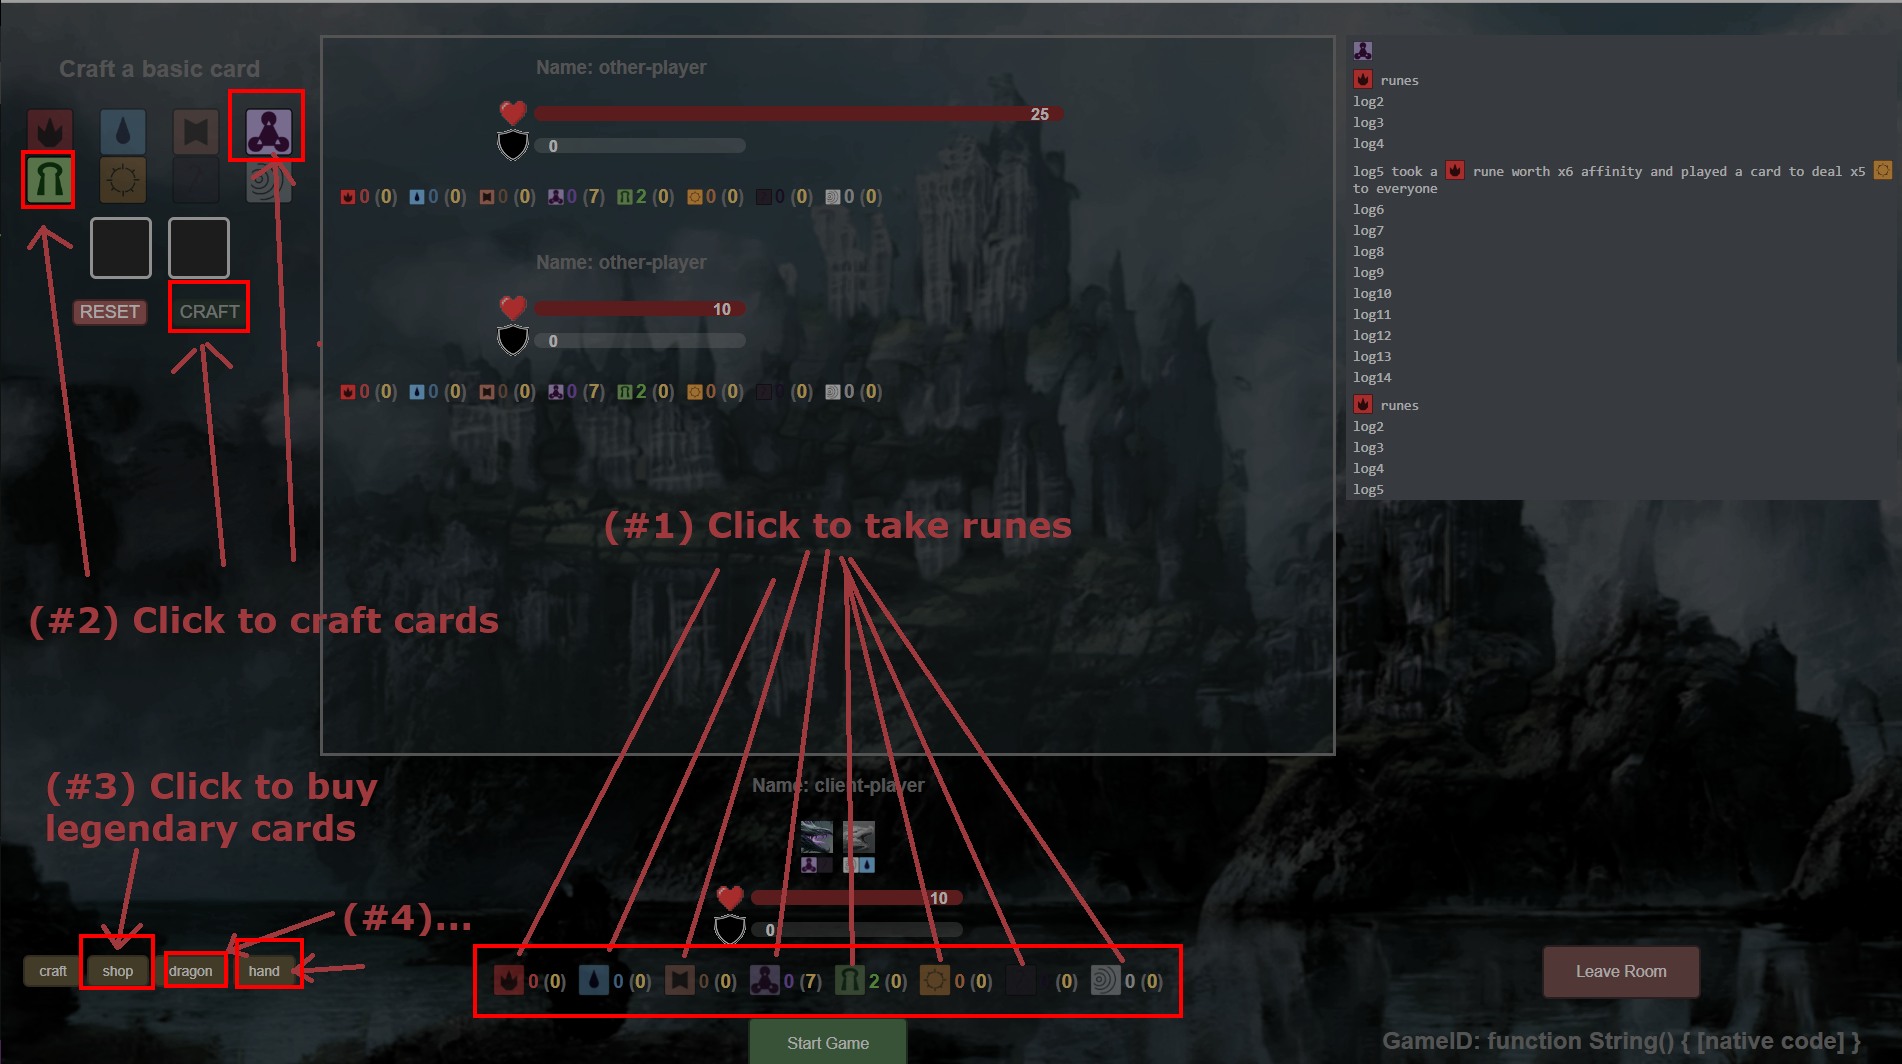 Craft a basic card
RESET
CRAFT
Name: other-player
25
0
0 (0) 0 (0) 0 (0) 0 (7) 2 (0) 0 (0) 0 (0) 0 (0)
Name: other-player
10
0
0 (0) 0 (0) 0 (0) 0 (7) 2 (0) 0 (0) 0 (0) 0 (0)
runes
log2
log3
log4
log5 took a rune worth x6 affinity and played a card to deal x5
to everyone
log6
log7
log8
log9
log10
log11
log12
log13
log14
runes
log2
log3
log4
log5
(#1) Click to take runes
(#2) Click to craft cards
(#3) Click to buy
legendary cards
(#4)...
craft
shop
dragon
hand
Name: client-player
10
0
0 (0) 0 (0) 0 (0) 0 (7) 2 (0) 0 (0) (0) 0 (0)
Start Game
Leave Room
GameID: function String() { [native code] }